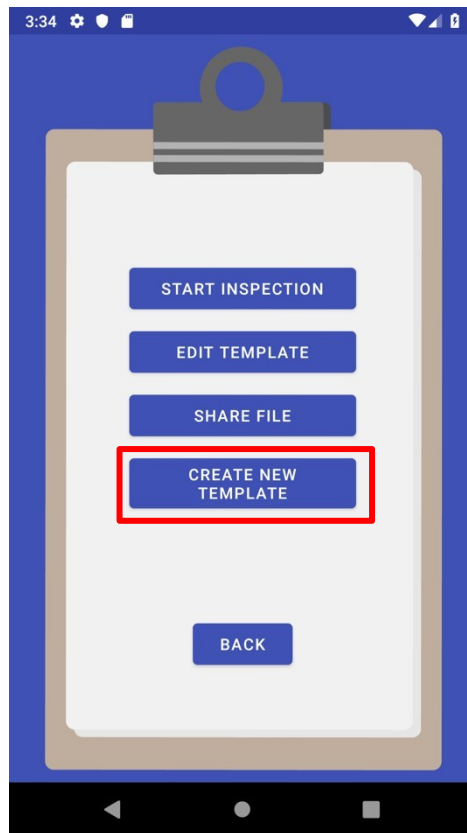 3:34
START INSPECTION
EDIT TEMPLATE
SHARE FILE
CREATE NEW
TEMPLATE
BACK